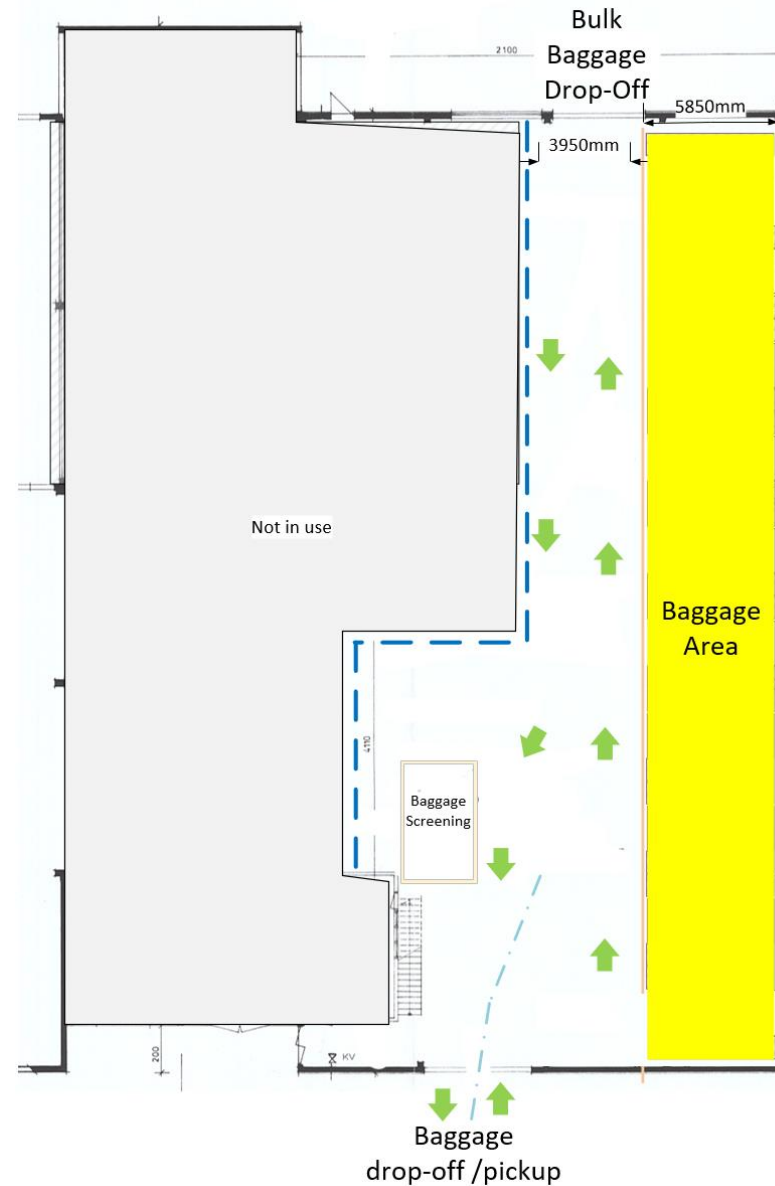 Bulk
Baggage
Drop-Off
2100
5850mm
3950mm
Not in use
Baggage
Area
4110
Baggage
Screening
200
KV
Baggage
drop-off /pickup